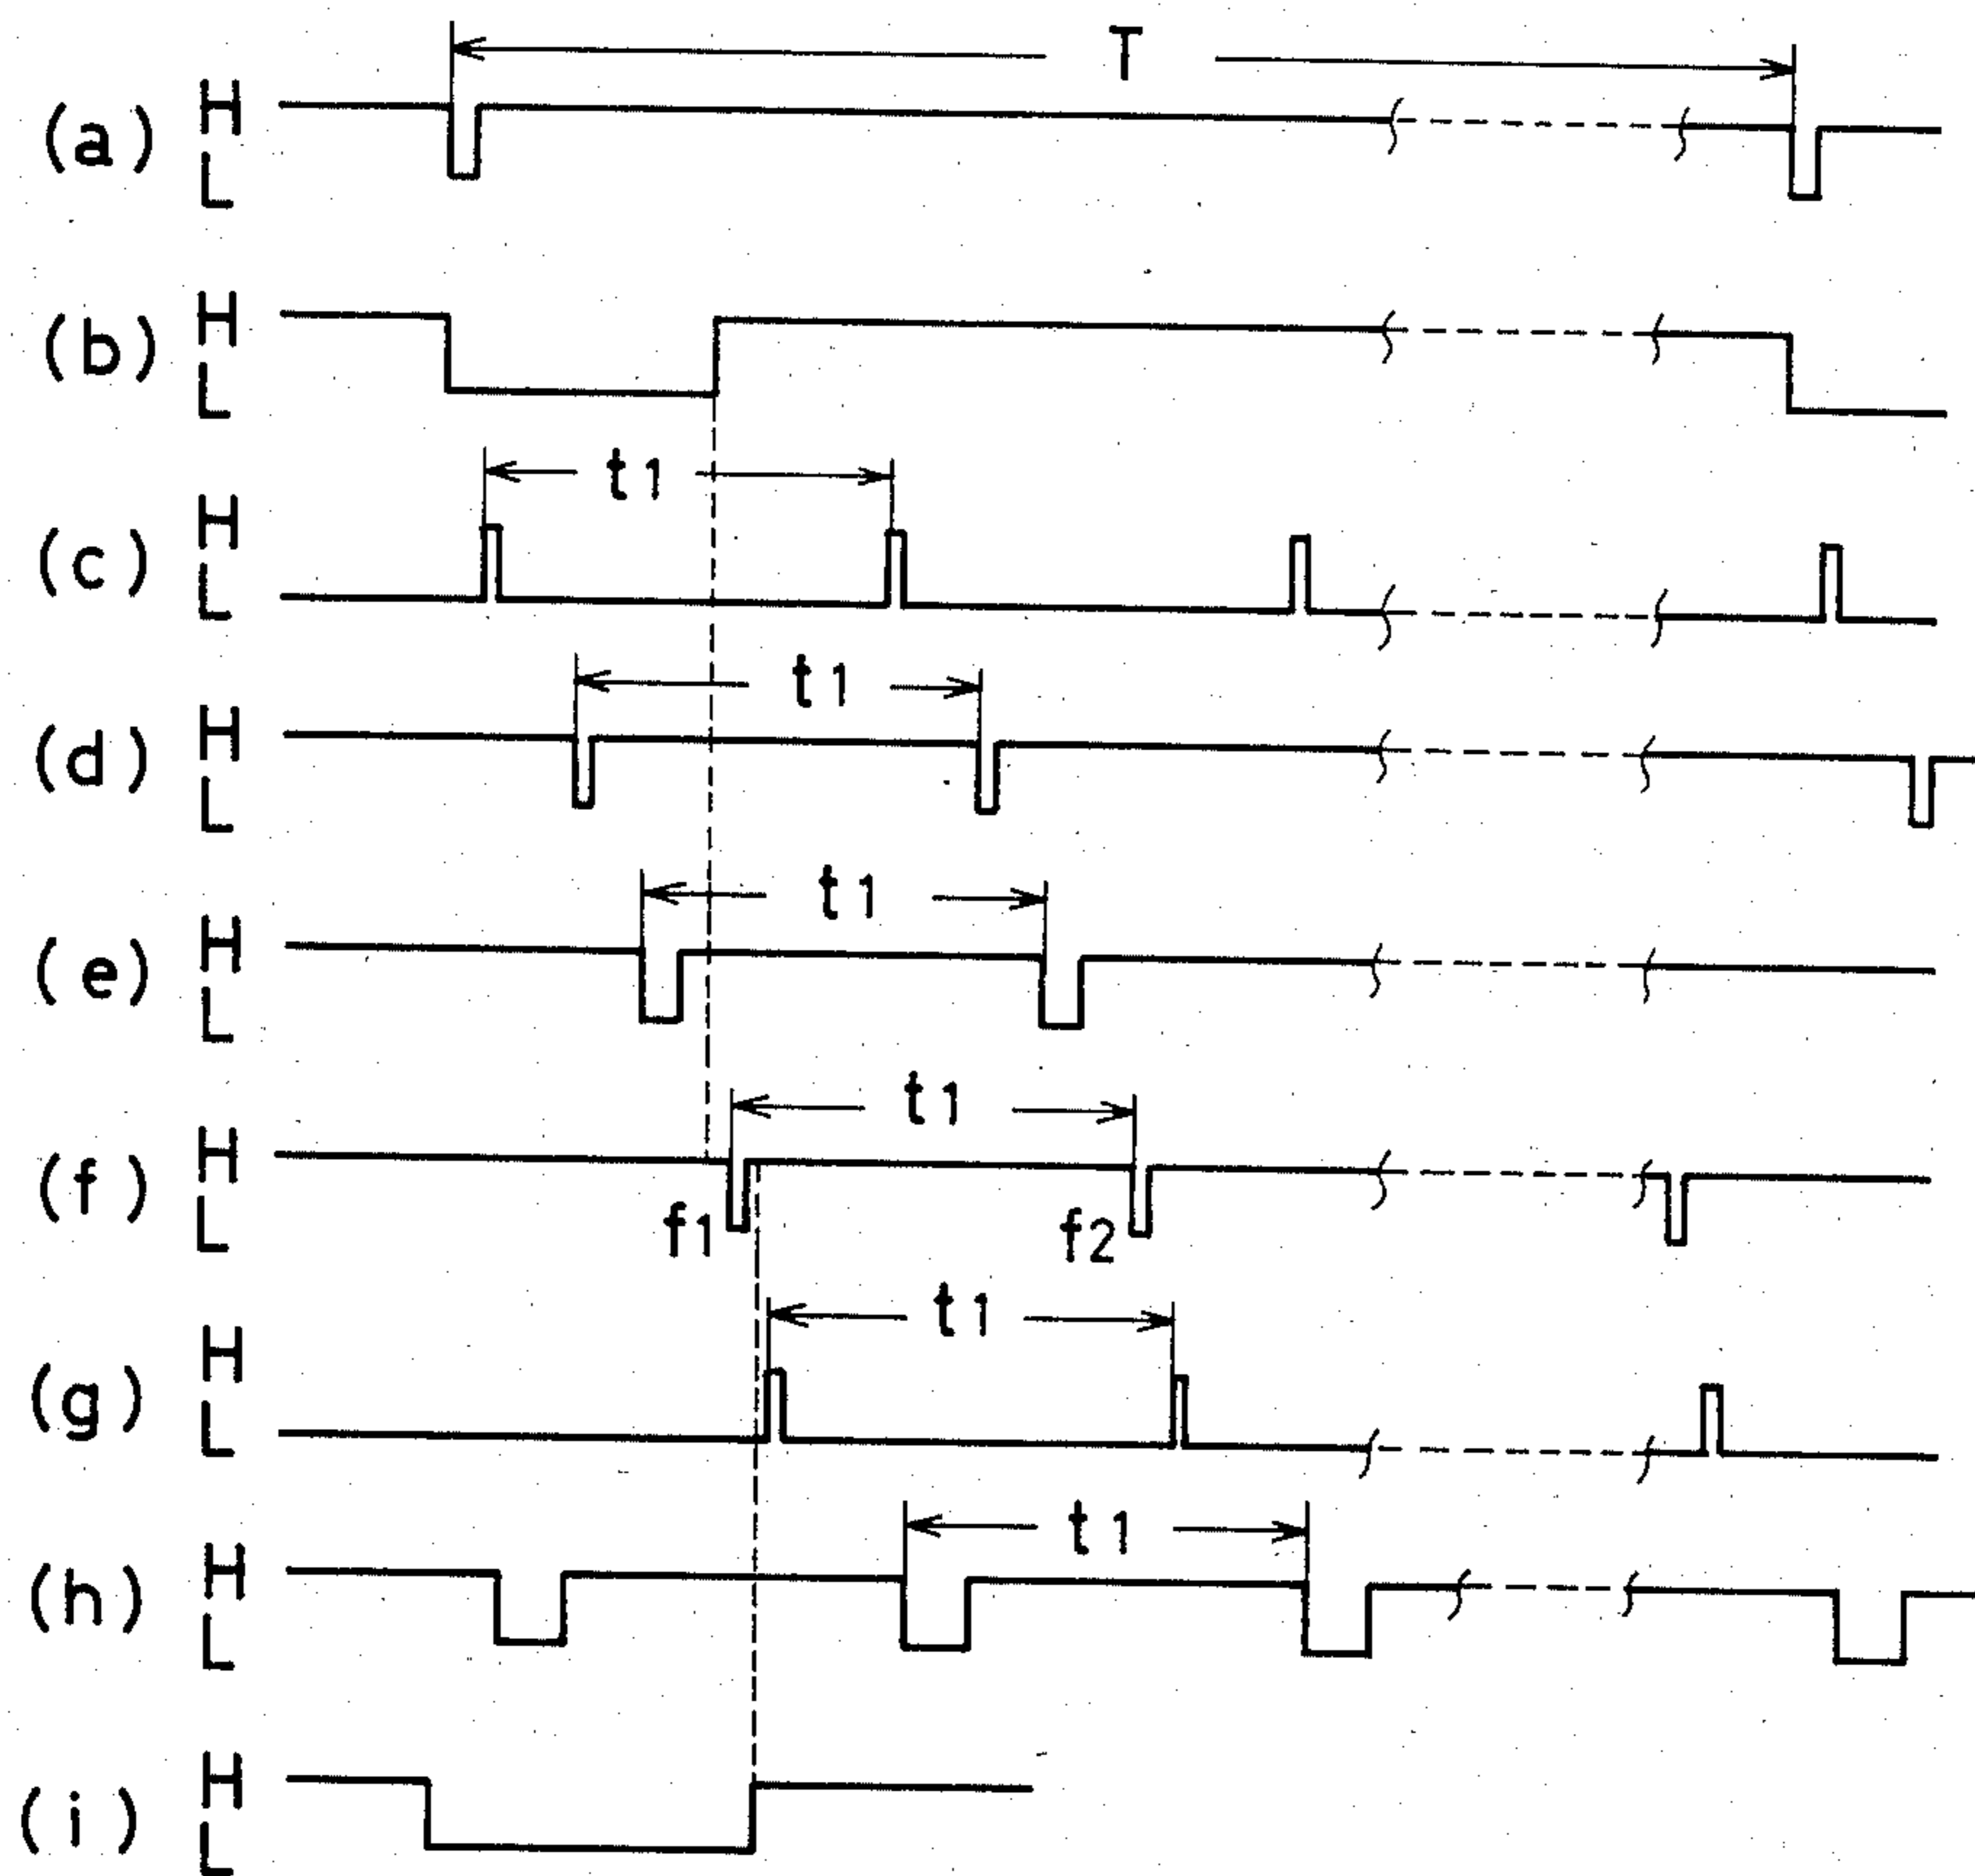 T
(a) H
L
(b) H
L
t1
(c) H
L
t1
(d) H
L
t1
(e) H
L
t1
(f) H
L
f1 f2
t1
(g) H
L
t1
(h) H
L
(i) H
L